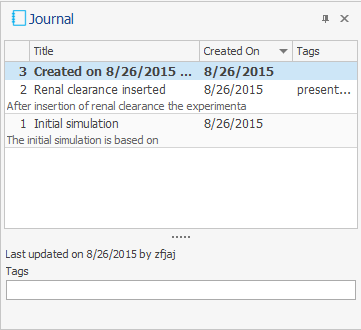 Journal
Title Created On Tags
3 Created on 8/26/2015 ... 8/26/2015
2 Renal clearance inserted 8/26/2015 present...
After insertion of renal clearance the experimenta
1 Initial simulation 8/26/2015
The initial simulation is based on
Last updated on 8/26/2015 by zfjaj
Tags